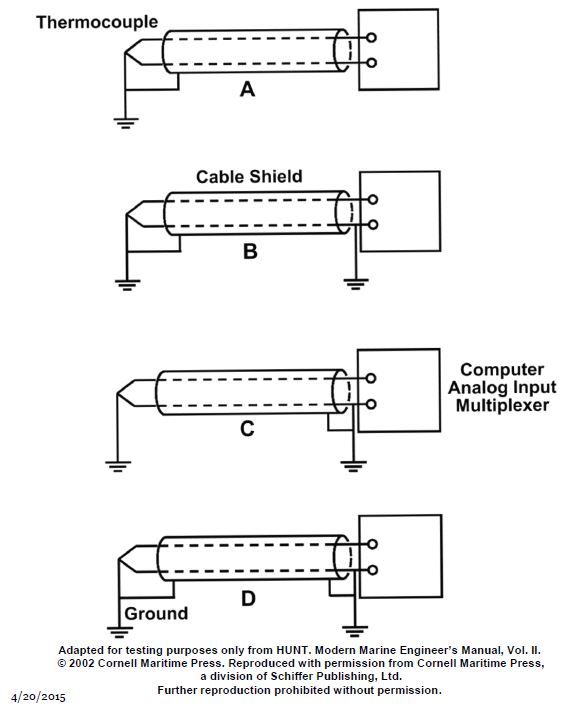 Thermocouple
A
Cable Shield
B
Computer
Analog Input
Multiplexer
C
D
Ground
Adapted for testing purposes only from HUNT. Modern Marine Engineer's Manual, Vol. II.
© 2002 Cornell Maritime Press. Reproduced with permission from Cornell Maritime Press,
a division of Schiffer Publishing, Ltd.
Further reproduction prohibited without permission.
4/20/2015